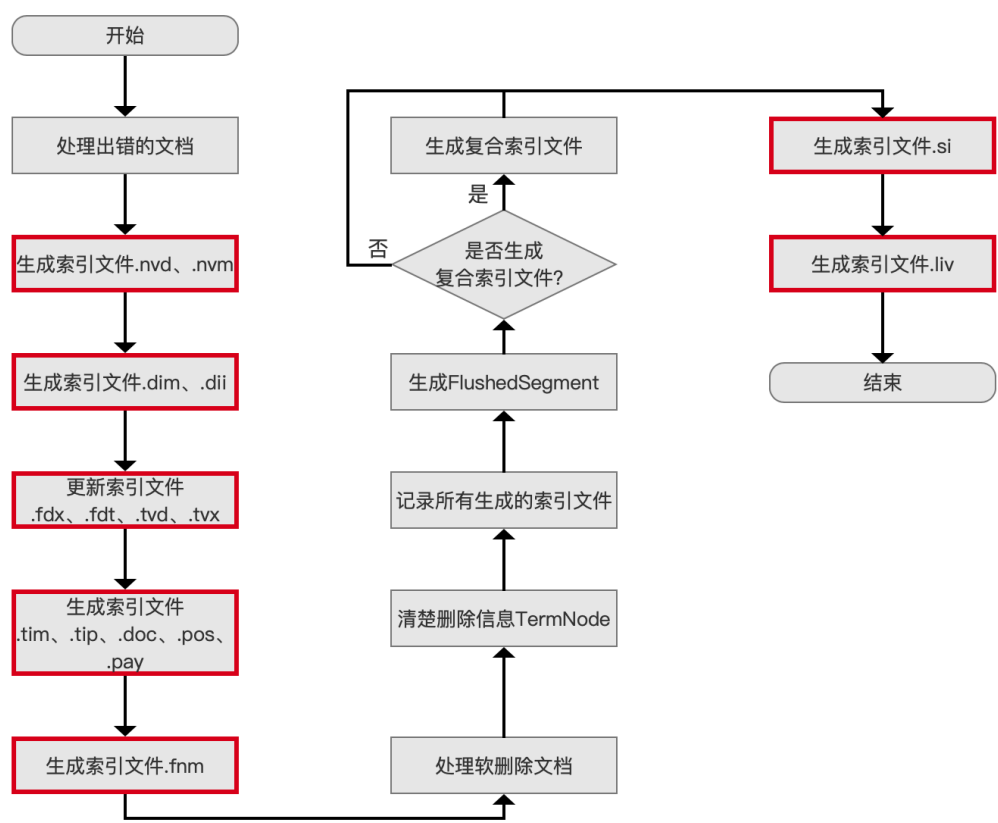 开始
处理出错的文档
生成索引文件.nvd、.nvm
生成索引文件.dim、.dii
更新索引文件
.fdx、.fdt、.tvd、.tvx
生成索引文件
.tim、.tip、.doc、.pos、
.pay
生成索引文件.fnm
处理软删除文档
清楚删除信息TermNode
记录所有生成的索引文件
生成FlushedSegment
是否生成
复合索引文件?
是
否
生成复合索引文件
生成索引文件.si
生成索引文件.liv
结束